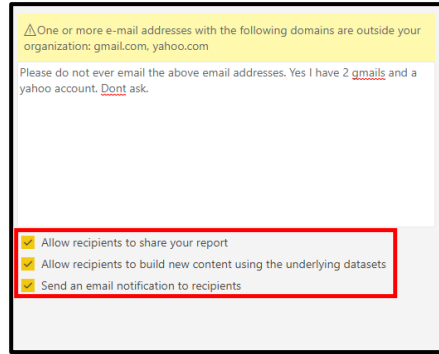 ⚠One or more e-mail addresses with the following domains are outside your
organization: gmail.com, yahoo.com
Please do not ever email the above email addresses. Yes I have 2 gmails and a
yahoo account. Dont ask.
Allow recipients to share your report
Allow recipients to build new content using the underlying datasets
Send an email notification to recipients